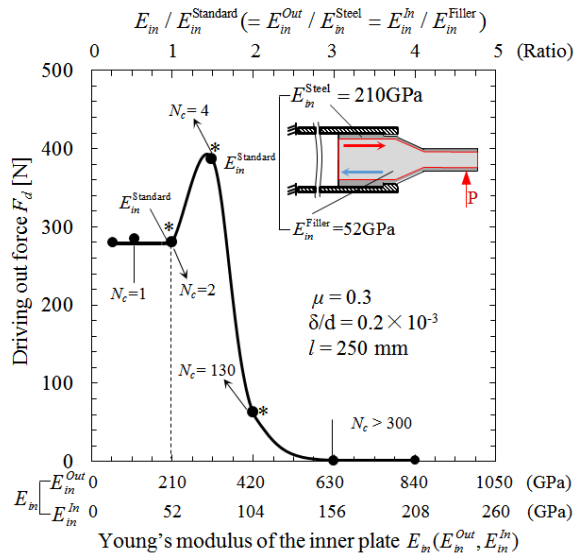 E_in / E_in^Standard (= E_in^Out / E_in^Steel = E_in^In / E_in^Filler)
0 1 2 3 4 5 (Ratio)
500
400
300
200
100
0
Driving out force F_d [N]
N_c = 4
*
E_in^Standard
E_in^Standard
*
N_c=1
N_c=2
N_c = 130
*
N_c > 300
E_in^Steel = 210GPa
P
E_in^Filler =52GPa
μ = 0.3
δ/d = 0.2×10^-3
l = 250 mm
E_in
E_in^Out 0 210 420 630 840 1050 (GPa)
E_in^In 0 52 104 156 208 260 (GPa)
Young's modulus of the inner plate E_in(E_in^Out, E_in^In)